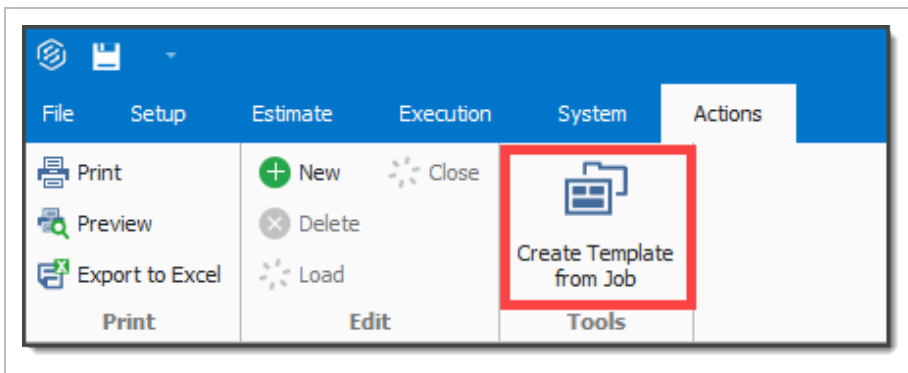 File Setup Estimate Execution System Actions
Print New Close
Preview Delete
Export to Excel Load
Create Template
from Job
Print Edit Tools